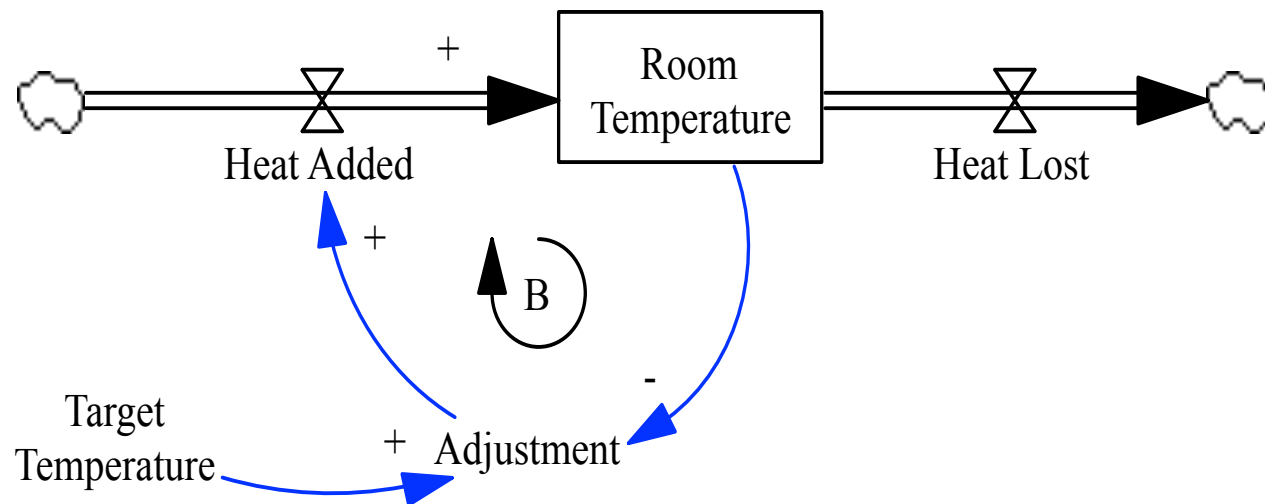 +
Room
Temperature
Heat Added
Heat Lost
+
B
-
Target
Temperature
+
Adjustment